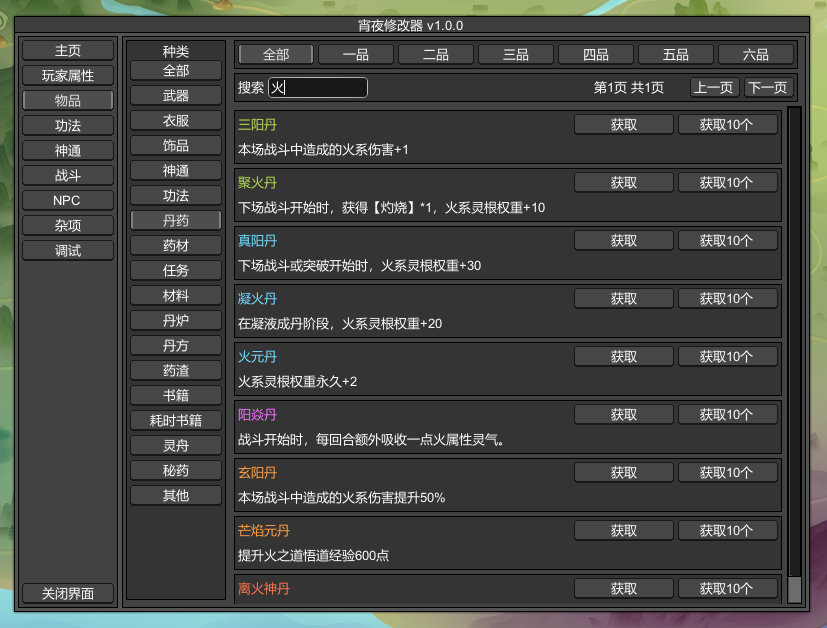 宵夜修改器 v1.0.0
主页
玩家属性
物品
功法
神通
战斗
NPC
杂项
调试
关闭界面
种类
全部
武器
衣服
饰品
神通
功法
丹药
药材
任务
材料
丹炉
丹方
药渣
书籍
耗时书籍
灵舟
秘药
其他
全部 一品 二品 三品 四品 五品 六品
搜索 火 第1页 共1页 上一页 下一页
三阳丹 获取 获取10个
本场战斗中造成的火系伤害+1
聚火丹 获取 获取10个
下场战斗开始时，获得【灼烧】*1，火系灵根权重+10
真阳丹 获取 获取10个
下场战斗或突破开始时，火系灵根权重+30
凝火丹 获取 获取10个
在凝液成丹阶段，火系灵根权重+20
火元丹 获取 获取10个
火系灵根权重永久+2
阳焱丹 获取 获取10个
战斗开始时，每回合额外吸收一点火属性灵气。
玄阳丹 获取 获取10个
本场战斗中造成的火系伤害提升50%
芒焰元丹 获取 获取10个
提升火之道悟道经验600点
离火神丹 获取 获取10个